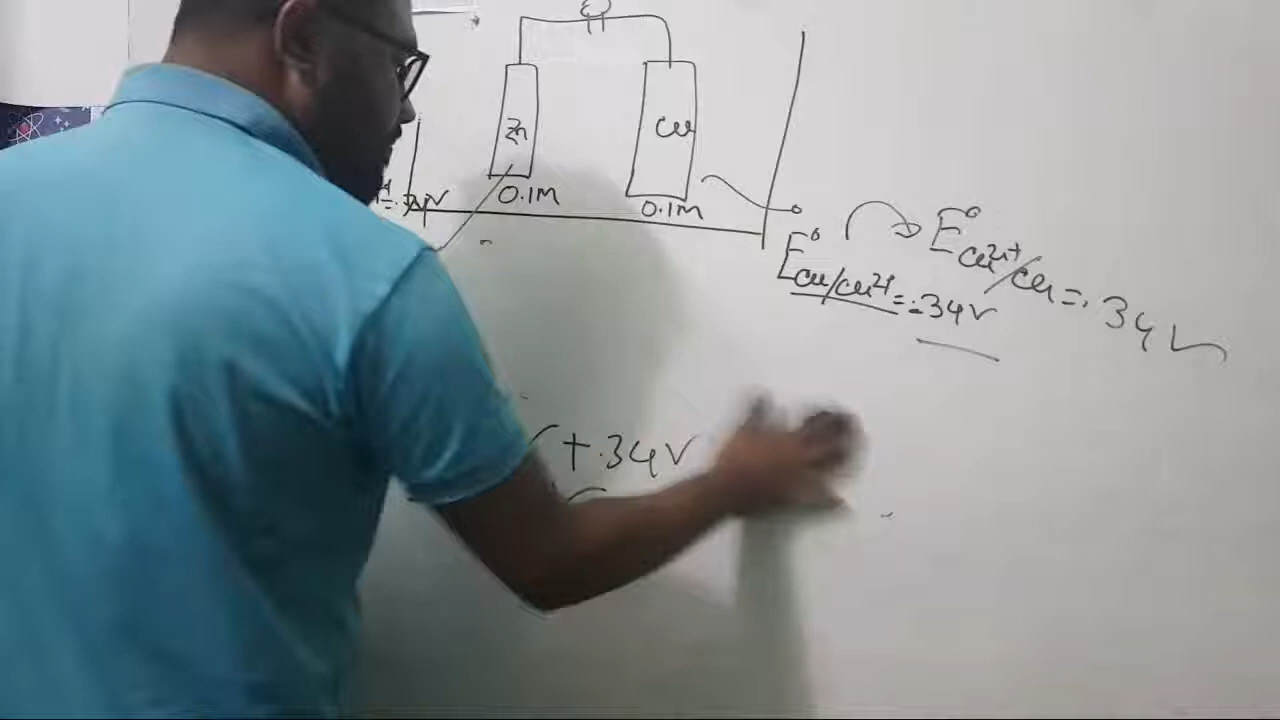 Zn
Cu
0.1M
0.1M
E° Cu/Cu²⁺ = -.34V
E° Cu²⁺/Cu = .34V
+.34V